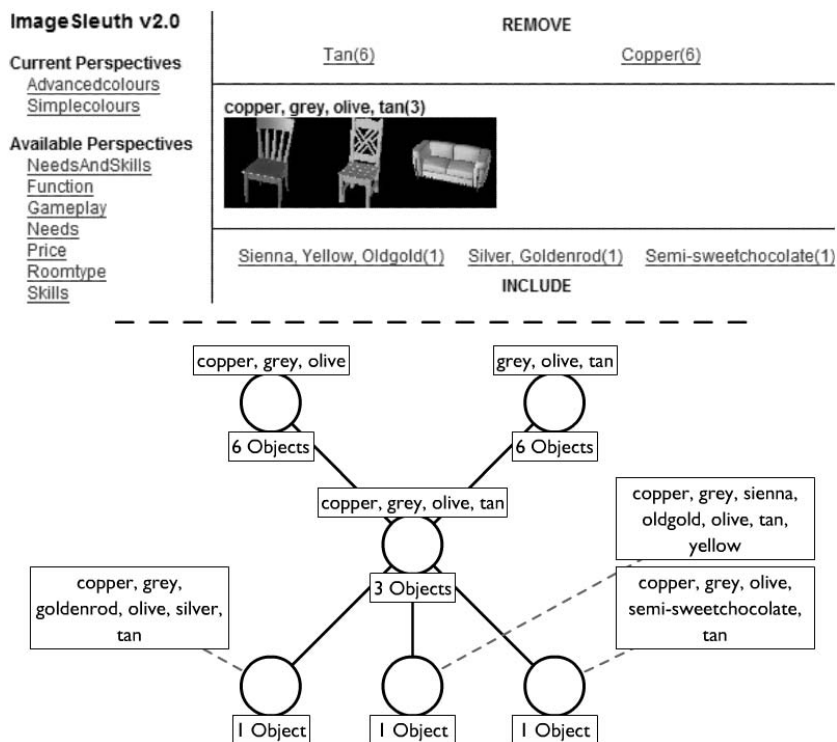 ImageSleuth v2.0
Current Perspectives
Advancedcolours
Simplecolours
Available Perspectives
NeedsAndSkills
Function
Gameplay
Needs
Price
Roomtype
Skills
REMOVE
Tan(6) Copper(6)
copper, grey, olive, tan(3)
Sienna, Yellow, Oldgold(1) Silver, Goldenrod(1) Semi-sweetchocolate(1)
INCLUDE
copper, grey, olive
6 Objects
grey, olive, tan
6 Objects
copper, grey, olive, tan
3 Objects
copper, grey, sienna,
oldgold, olive, tan,
yellow
copper, grey,
goldenrod, olive, silver,
tan
copper, grey, olive,
semi-sweetchocolate,
tan
1 Object
1 Object
1 Object